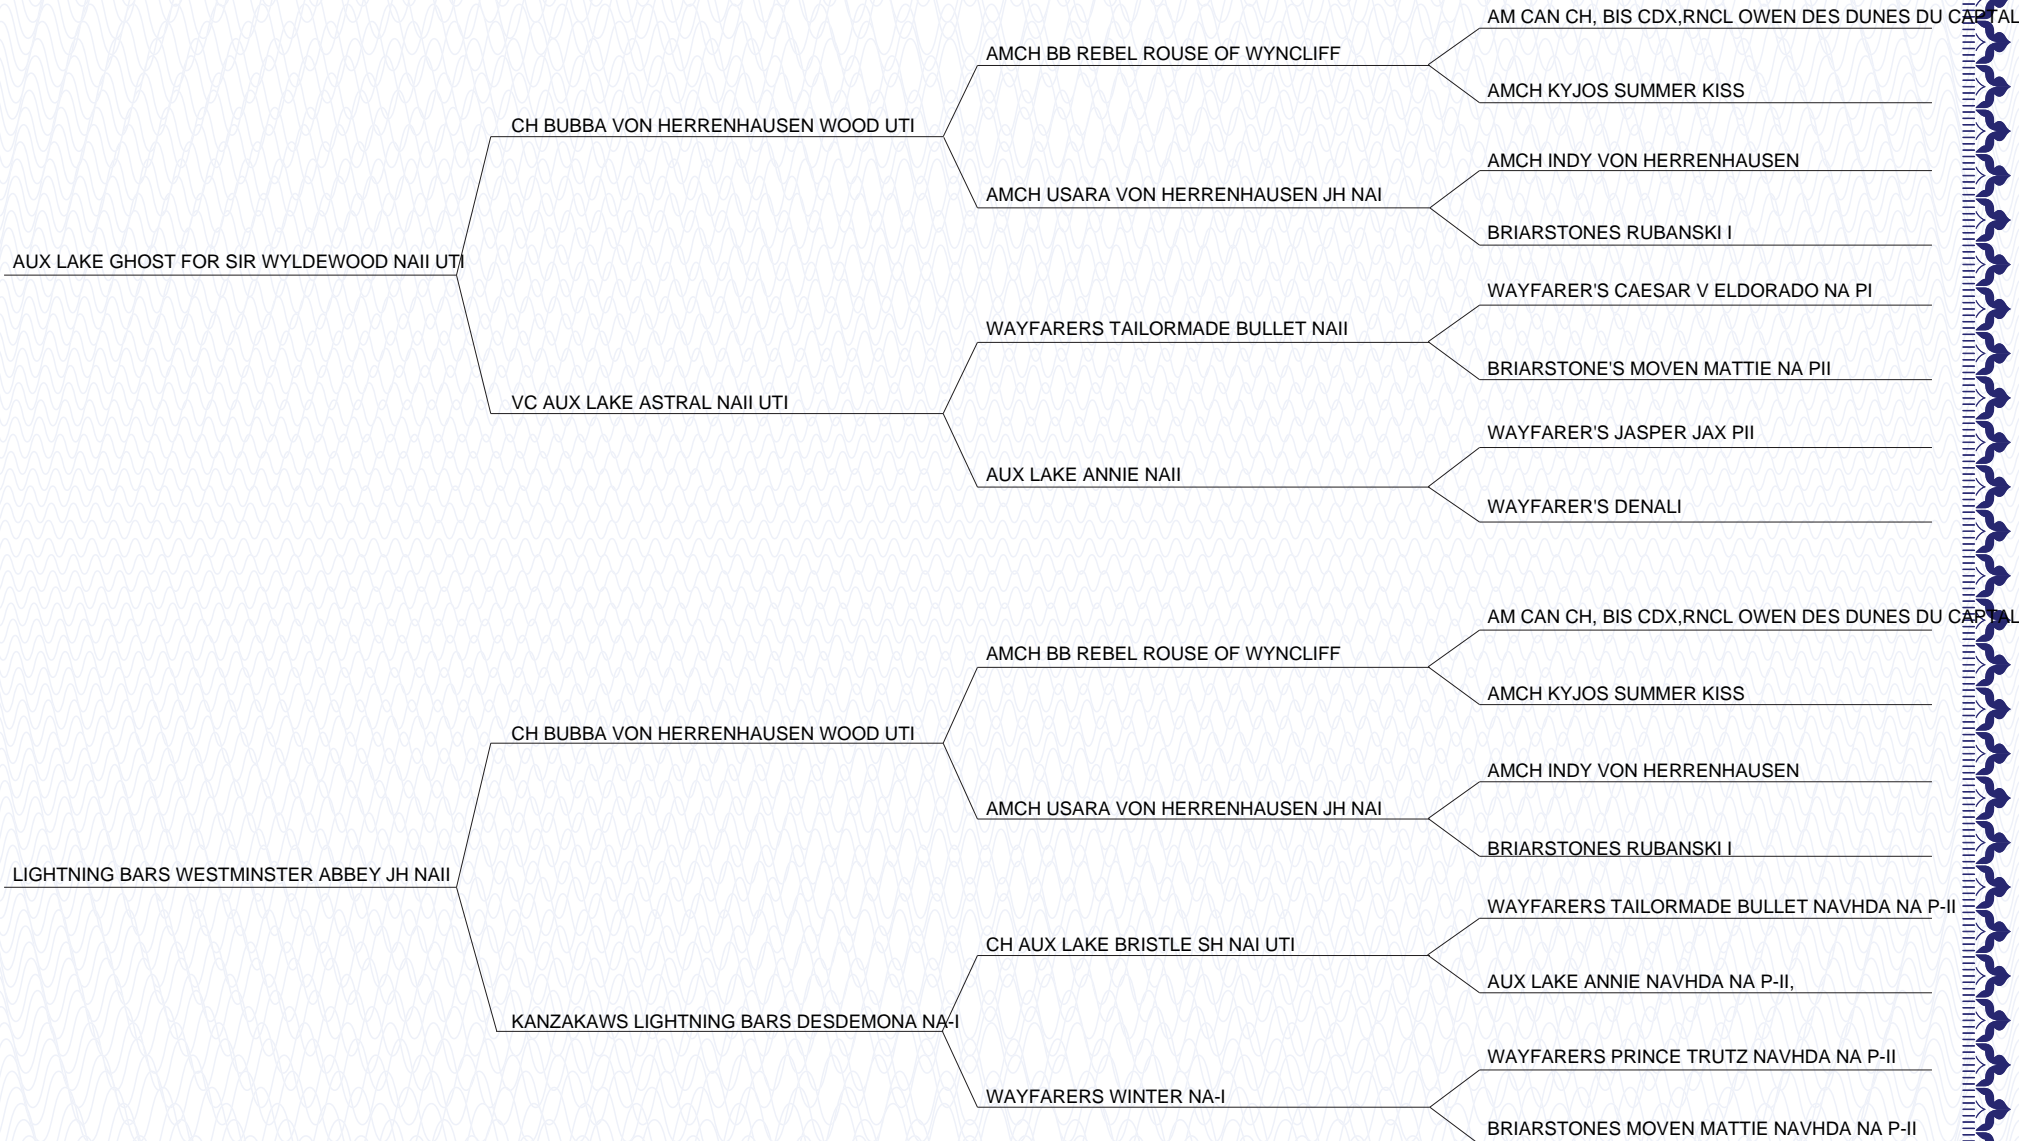 AM CAN CH, BIS CDX,RNCL OWEN DES DUNES DU CAPTAL
AMCH BB REBEL ROUSE OF WYNCLIFF
AMCH KYJOS SUMMER KISS
CH BUBBA VON HERRENHAUSEN WOOD UTI
AMCH INDY VON HERRENHAUSEN
AMCH USARA VON HERRENHAUSEN JH NAI
BRIARSTONES RUBANSKI I
AUX LAKE GHOST FOR SIR WYLDEWOOD NAII UTI
WAYFARER'S CAESAR V ELDORADO NA PI
WAYFARERS TAILORMADE BULLET NAII
BRIARSTONE'S MOVEN MATTIE NA PII
VC AUX LAKE ASTRAL NAII UTI
WAYFARER'S JASPER JAX PII
AUX LAKE ANNIE NAII
WAYFARER'S DENALI
AM CAN CH, BIS CDX,RNCL OWEN DES DUNES DU CAPTAL
AMCH BB REBEL ROUSE OF WYNCLIFF
AMCH KYJOS SUMMER KISS
CH BUBBA VON HERRENHAUSEN WOOD UTI
AMCH INDY VON HERRENHAUSEN
AMCH USARA VON HERRENHAUSEN JH NAI
BRIARSTONES RUBANSKI I
LIGHTNING BARS WESTMINSTER ABBEY JH NAII
WAYFARERS TAILORMADE BULLET NAVHDA NA P-II
CH AUX LAKE BRISTLE SH NAI UTI
AUX LAKE ANNIE NAVHDA NA P-II,
KANZAKAWS LIGHTNING BARS DESDEMONA NA-I
WAYFARERS PRINCE TRUTZ NAVHDA NA P-II
WAYFARERS WINTER NA-I
BRIARSTONES MOVEN MATTIE NAVHDA NA P-II